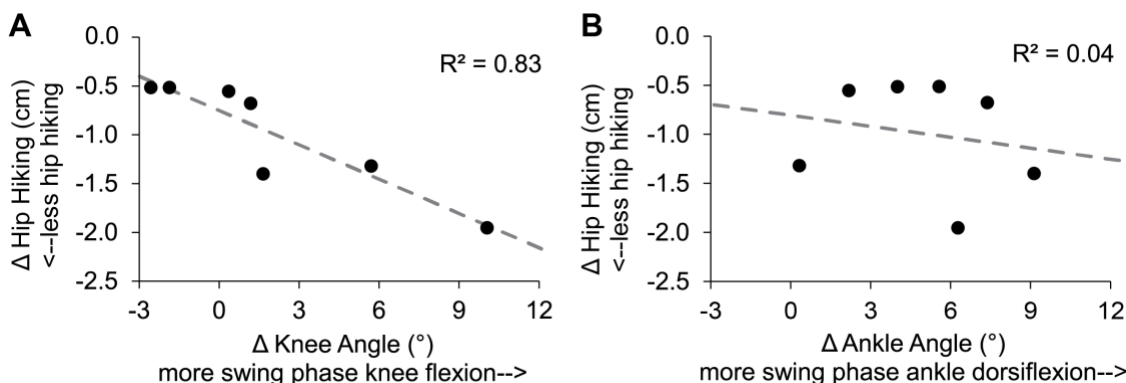 A
0.0
-0.5
-1.0
-1.5
-2.0
-2.5
Δ Hip Hiking (cm)
<--less hip hiking
R² = 0.83
-3 0 3 6 9 12
Δ Knee Angle (°)
more swing phase knee flexion-->
B
0.0
-0.5
-1.0
-1.5
-2.0
-2.5
Δ Hip Hiking (cm)
<--less hip hiking
R² = 0.04
-3 0 3 6 9 12
Δ Ankle Angle (°)
more swing phase ankle dorsiflexion-->